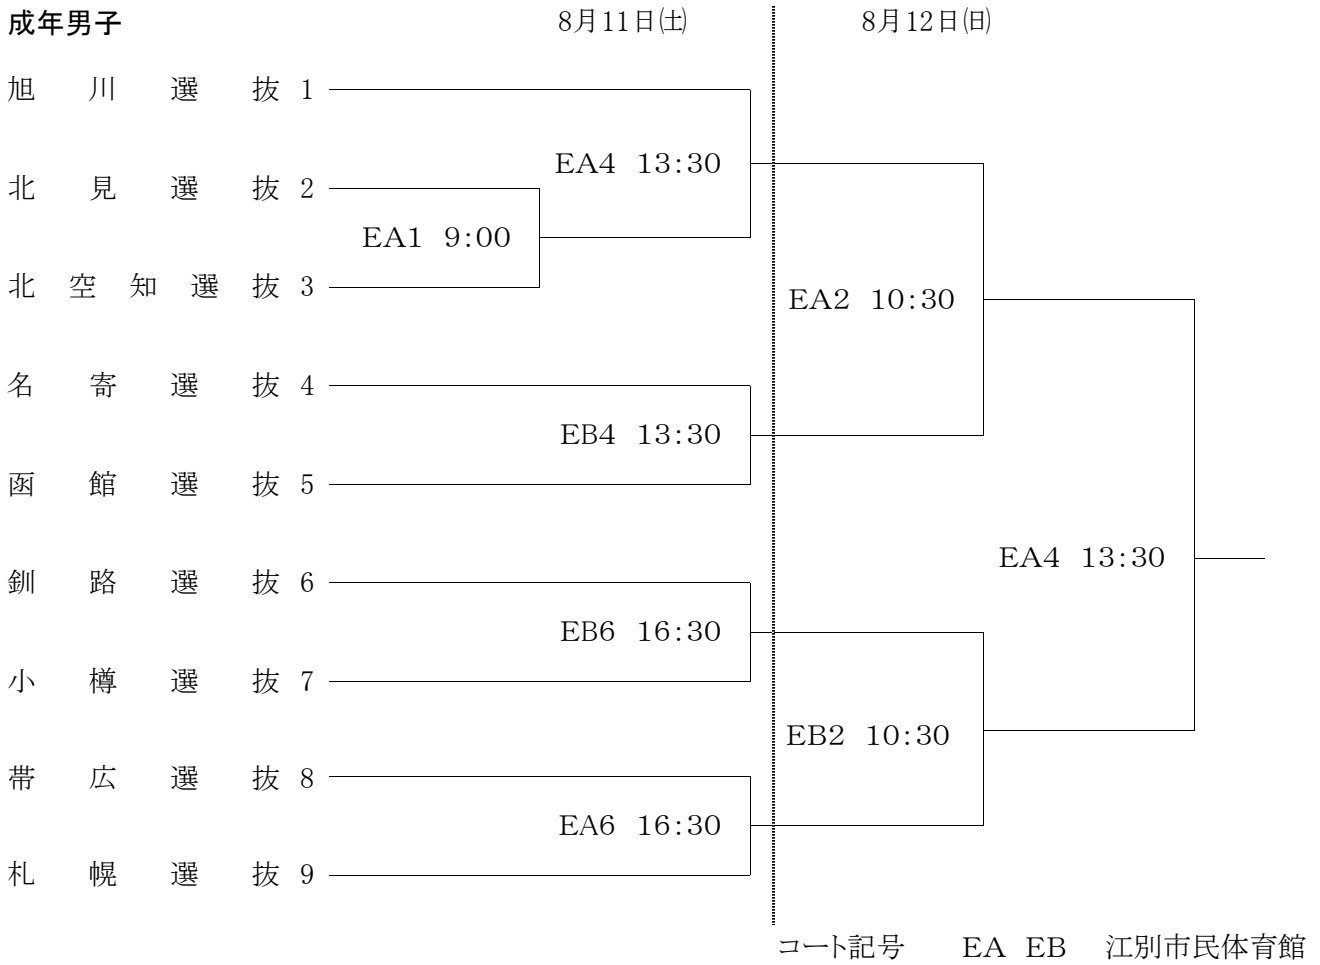 成年男子 8月11日㈯ 8月12日㈰
旭川選抜 1
EA4 13:30
北見選抜 2
EA1 9:00
北空知選抜 3
EA2 10:30
名寄選抜 4
EB4 13:30
函館選抜 5
EA4 13:30
釧路選抜 6
EB6 16:30
小樽選抜 7
EB2 10:30
帯広選抜 8
EA6 16:30
札幌選抜 9
コート記号 EA EB 江別市民体育館